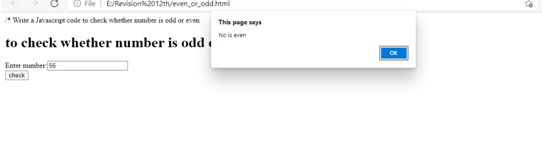 File | E:/Revision%2012th/even_or_odd.html
This page says
No is even
OK
/* Write a Javascript code to check whether number is odd or even
to check whether number is odd
Enter number: 56
check